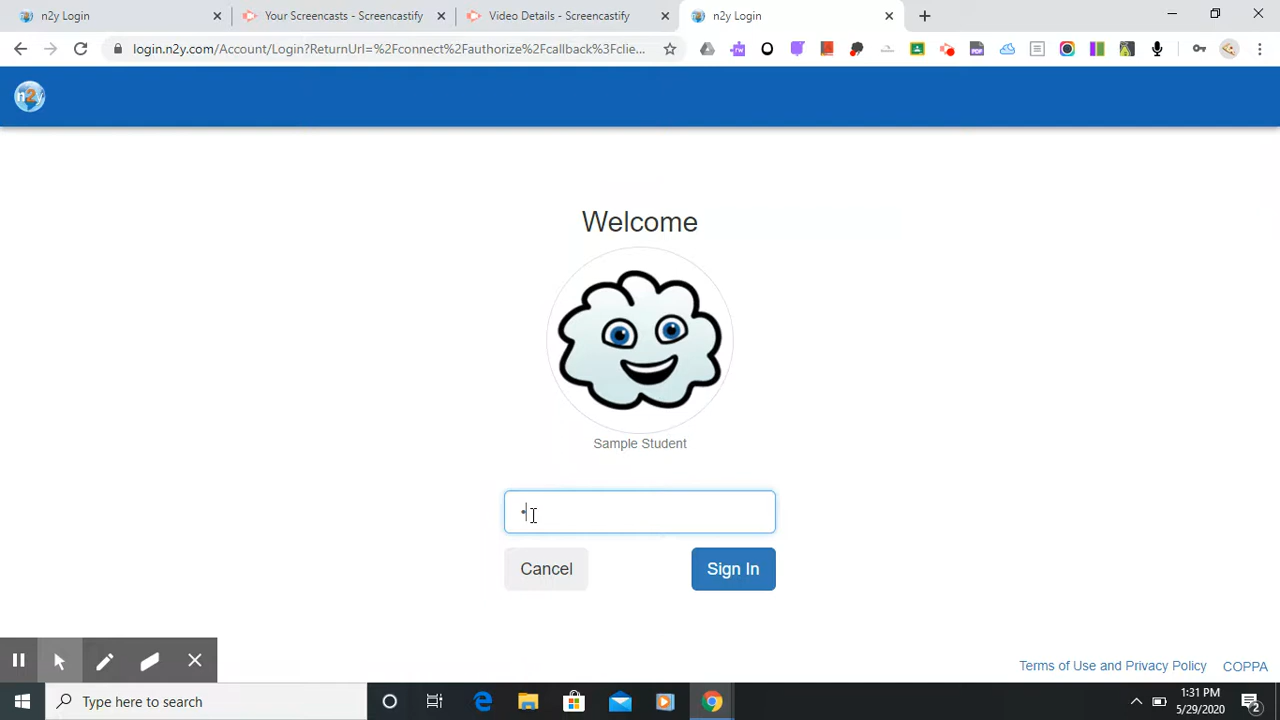 n2y Login
Your Screencasts - Screencastify
Video Details - Screencastify
n2y Login
login.n2y.com/Account/Login?ReturnUrl=%2Fconnect%2Fauthorize%2Fcallback%3Fclie...
n2y
Welcome
Sample Student
•
Cancel
Sign In
Terms of Use and Privacy Policy
COPPA
Type here to search
1:31 PM
5/29/2020
2